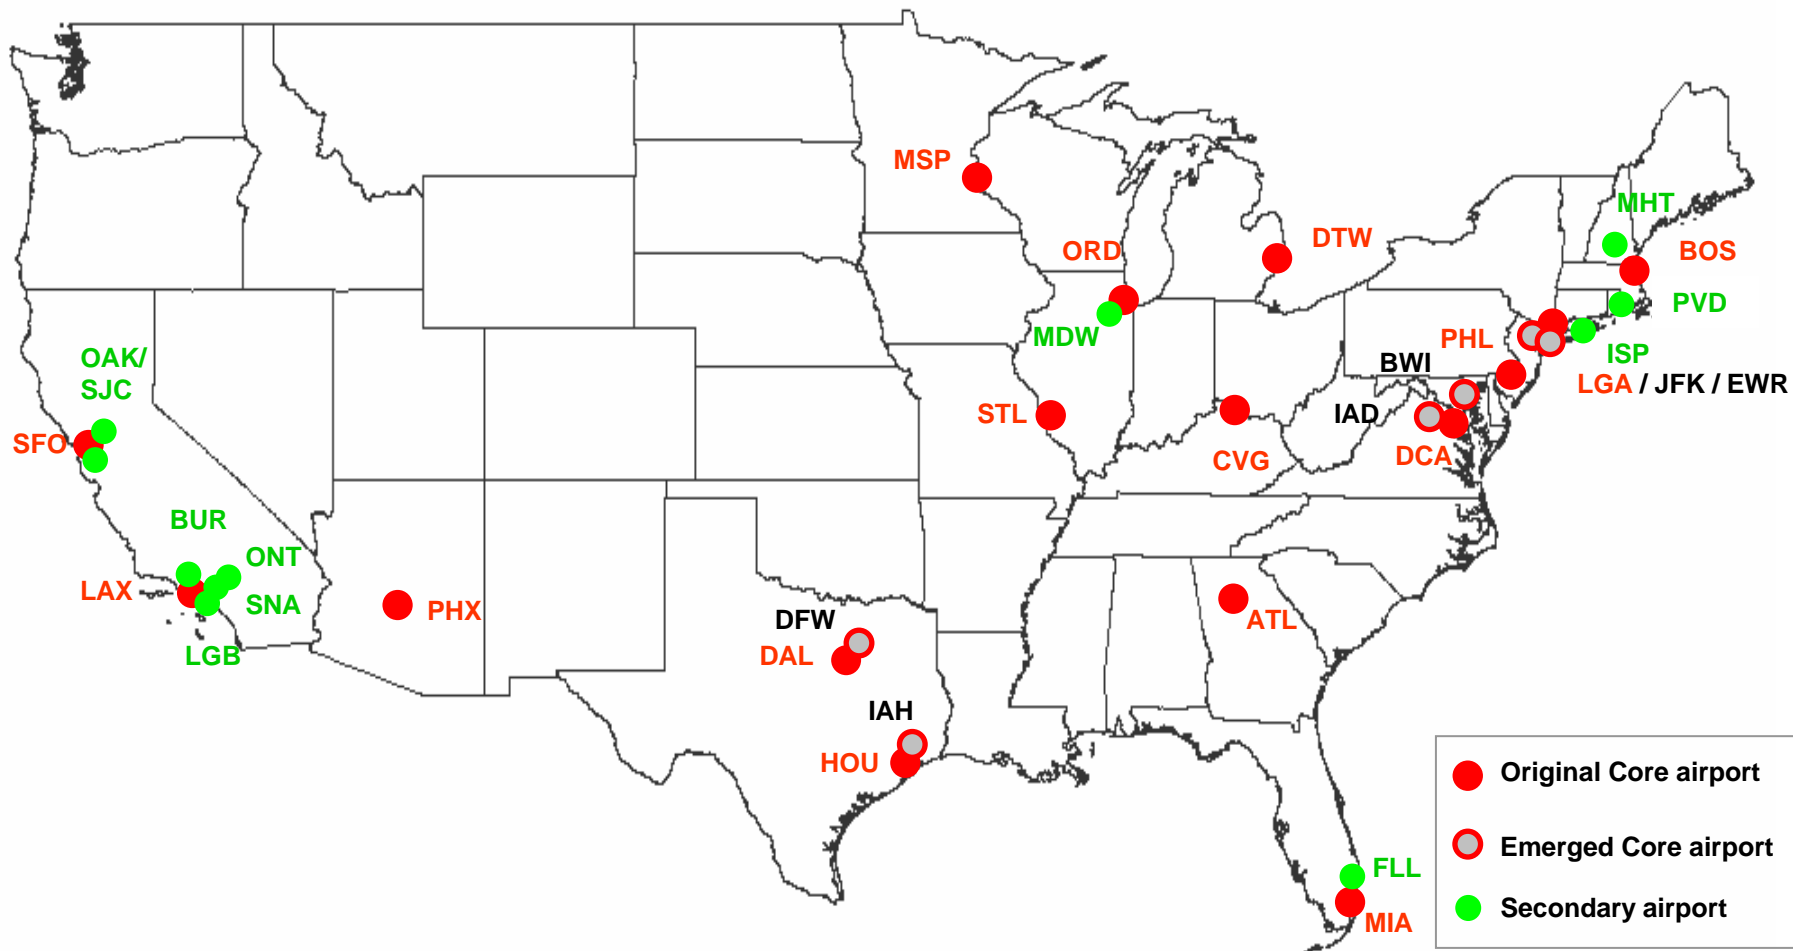 MSP
MHT
DTW
ORD
BOS
PVD
MDW
PHL
ISP
OAK/
SJC
BWI
LGA / JFK / EWR
IAD
STL
SFO
DCA
CVG
BUR
ONT
LAX
SNA
PHX
DFW
ATL
LGB
DAL
IAH
HOU
Original Core airport
Emerged Core airport
FLL
Secondary airport
MIA